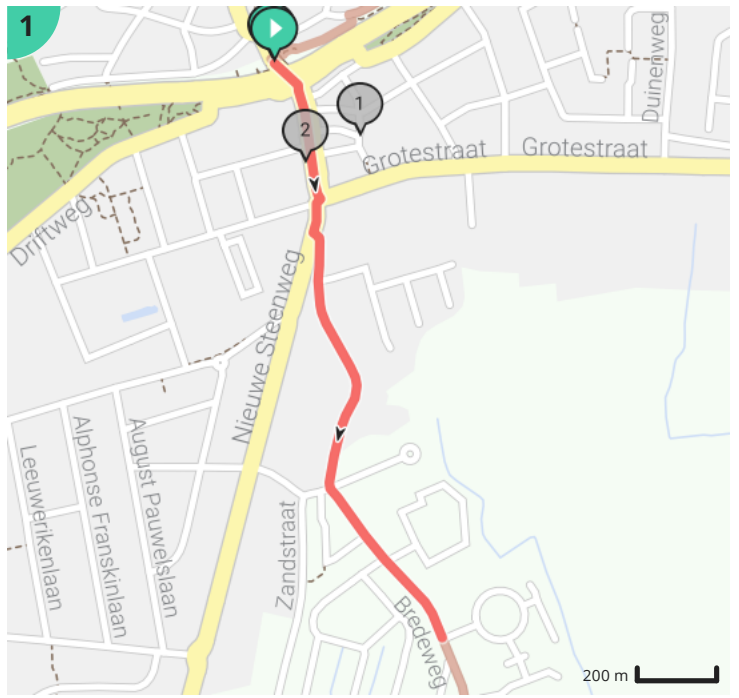 1
Duinenweg
1
2
Grotestraat
Grotestraat
Driftweg
Nieuwe Steenweg
Leeuwerikenlaan
Alphonse Franskinlaan
August Pauwelslaan
Zandstraat
Bredeweg
200 m